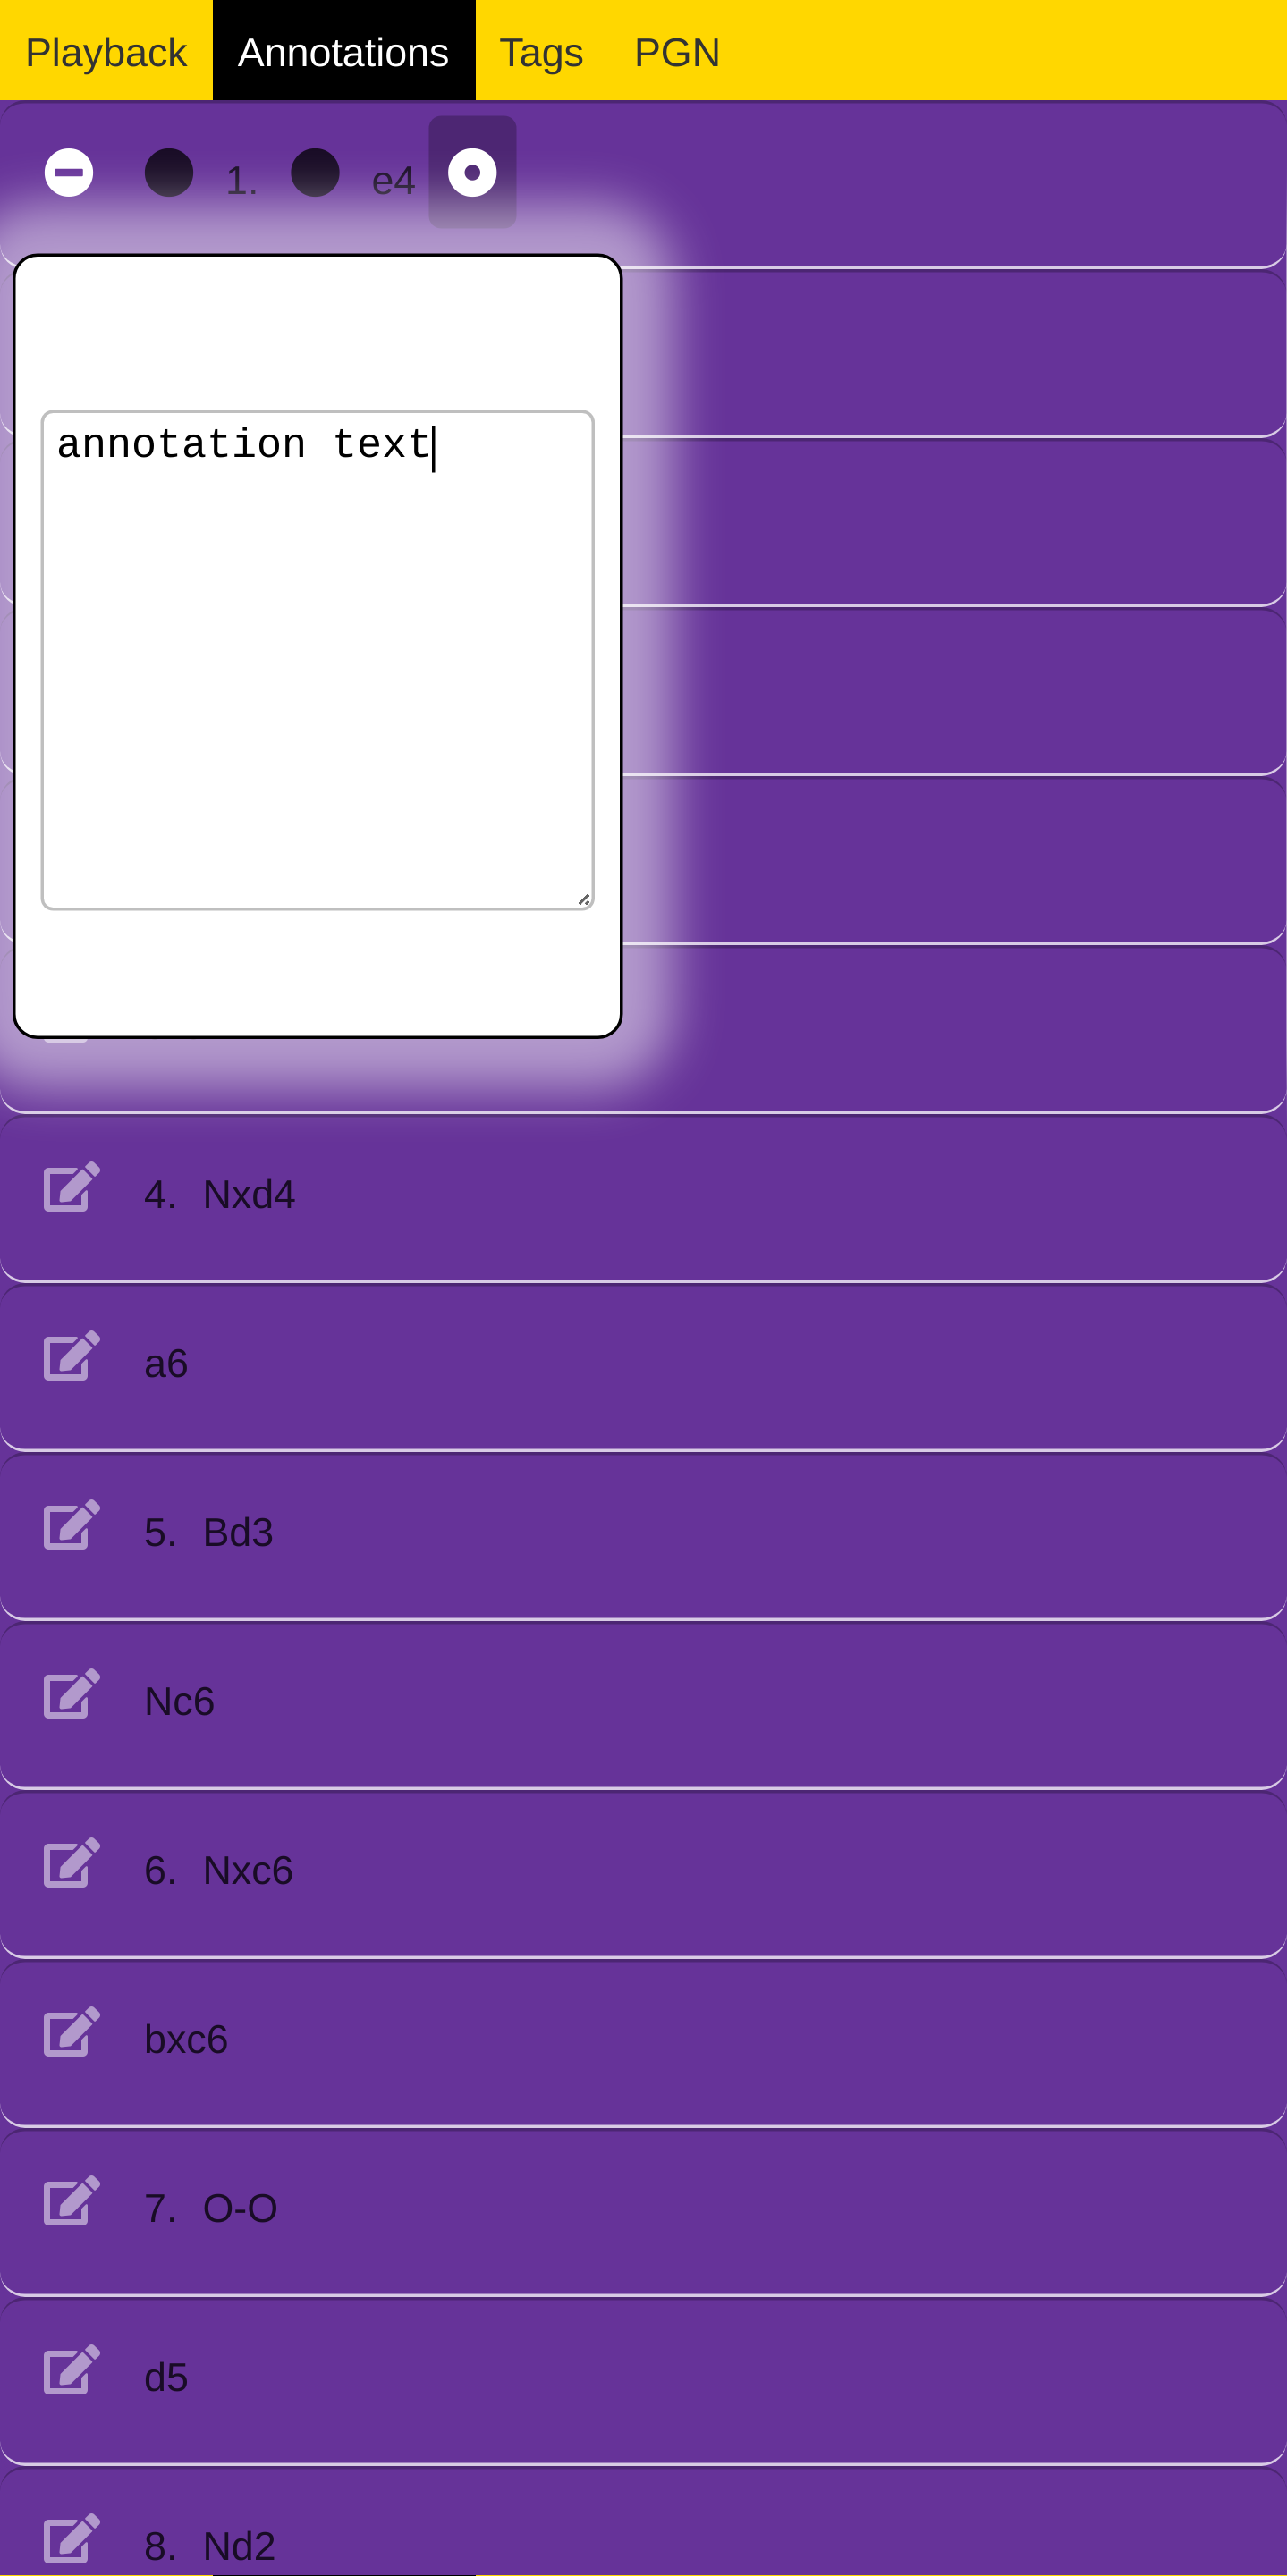 Playback Annotations Tags PGN
1. e4
annotation text
4. Nxd4
a6
5. Bd3
Nc6
6. Nxc6
bxc6
7. O-O
d5
8. Nd2